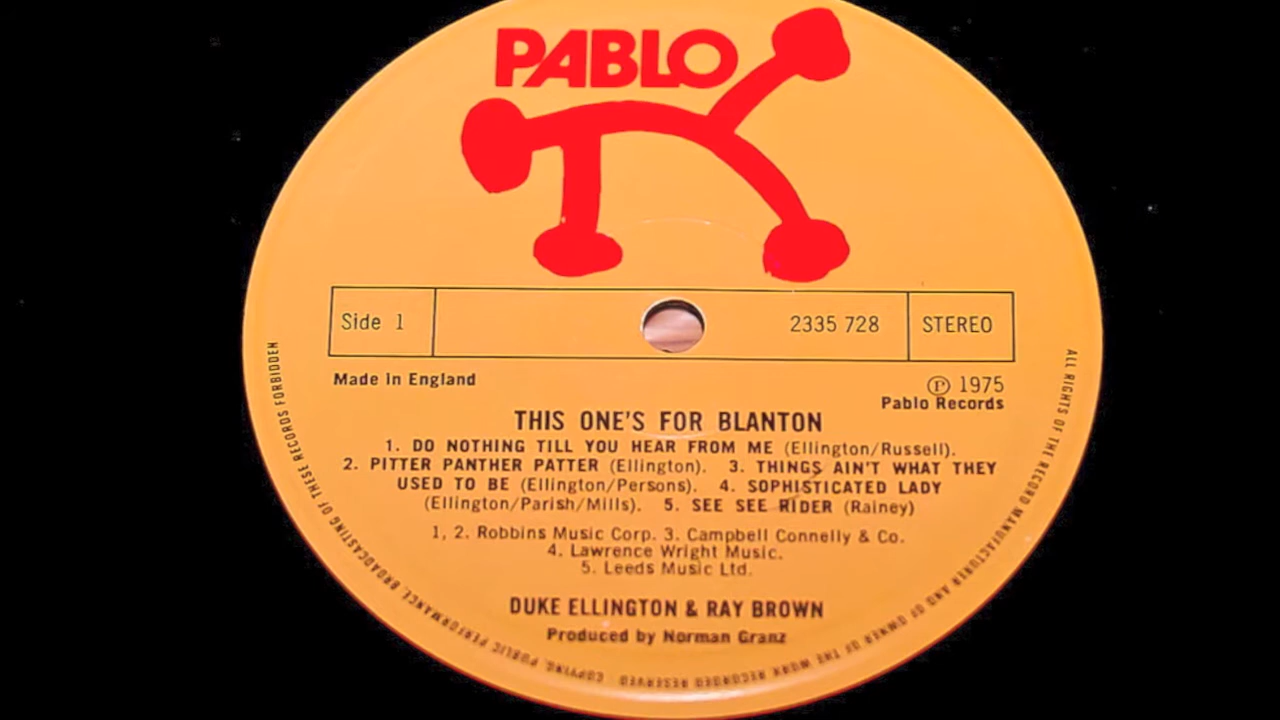 PABLO
Side 1
2335 728
STEREO
Made in England
Ⓟ 1975
Pablo Records
THIS ONE'S FOR BLANTON
1. DO NOTHING TILL YOU HEAR FROM ME (Ellington/Russell).
2. PITTER PANTHER PATTER (Ellington). 3. THINGS AIN'T WHAT THEY
USED TO BE (Ellington/Persons). 4. SOPHISTICATED LADY
(Ellington/Parish/Mills). 5. SEE SEE RIDER (Rainey)
1, 2. Robbins Music Corp. 3. Campbell Connelly & Co.
4. Lawrence Wright Music.
5. Leeds Music Ltd.
DUKE ELLINGTON & RAY BROWN
Produced by Norman Granz
ALL RIGHTS OF THE RECORD MANUFACTURER AND OF OWNER OF THE WORK RECORDED RESERVED · COPYING, PUBLIC PERFORMANCE, BROADCASTING OF THESE RECORDS FORBIDDEN